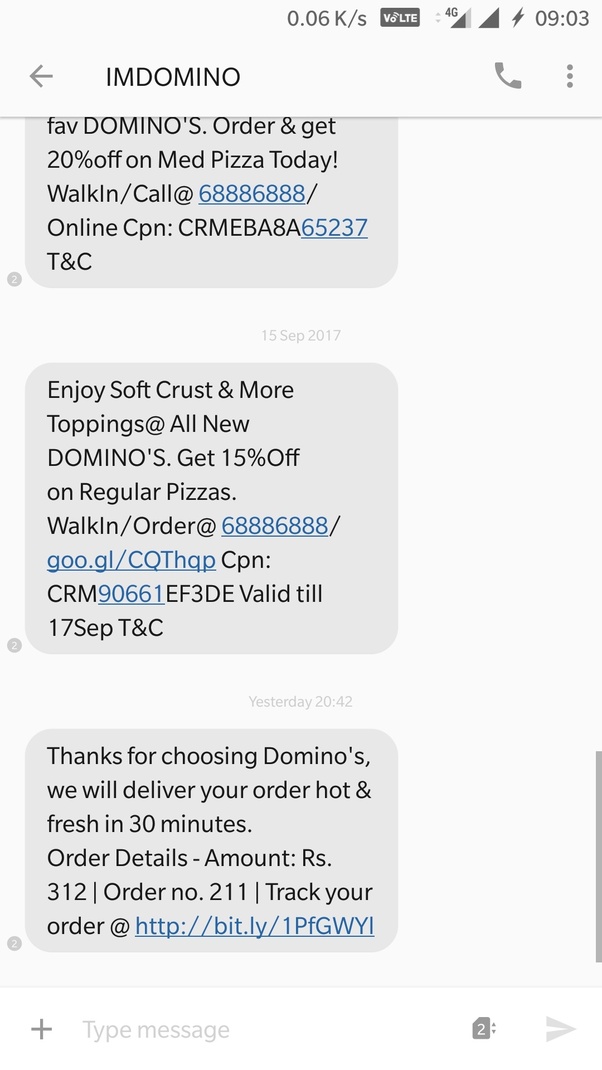 0.06 K/s VoLTE 4G 09:03
IMDOMINO
fav DOMINO'S. Order & get
20%off on Med Pizza Today!
WalkIn/Call@ 68886888/
Online Cpn: CRMEBA8A65237
T&C
2
15 Sep 2017
Enjoy Soft Crust & More
Toppings@ All New
DOMINO'S. Get 15%Off
on Regular Pizzas.
WalkIn/Order@ 68886888/
goo.gl/CQThqp Cpn:
CRM90661EF3DE Valid till
17Sep T&C
2
Yesterday 20:42
Thanks for choosing Domino's,
we will deliver your order hot &
fresh in 30 minutes.
Order Details - Amount: Rs.
312 | Order no. 211 | Track your
order @ http://bit.ly/1PfGWYl
2
Type message 2